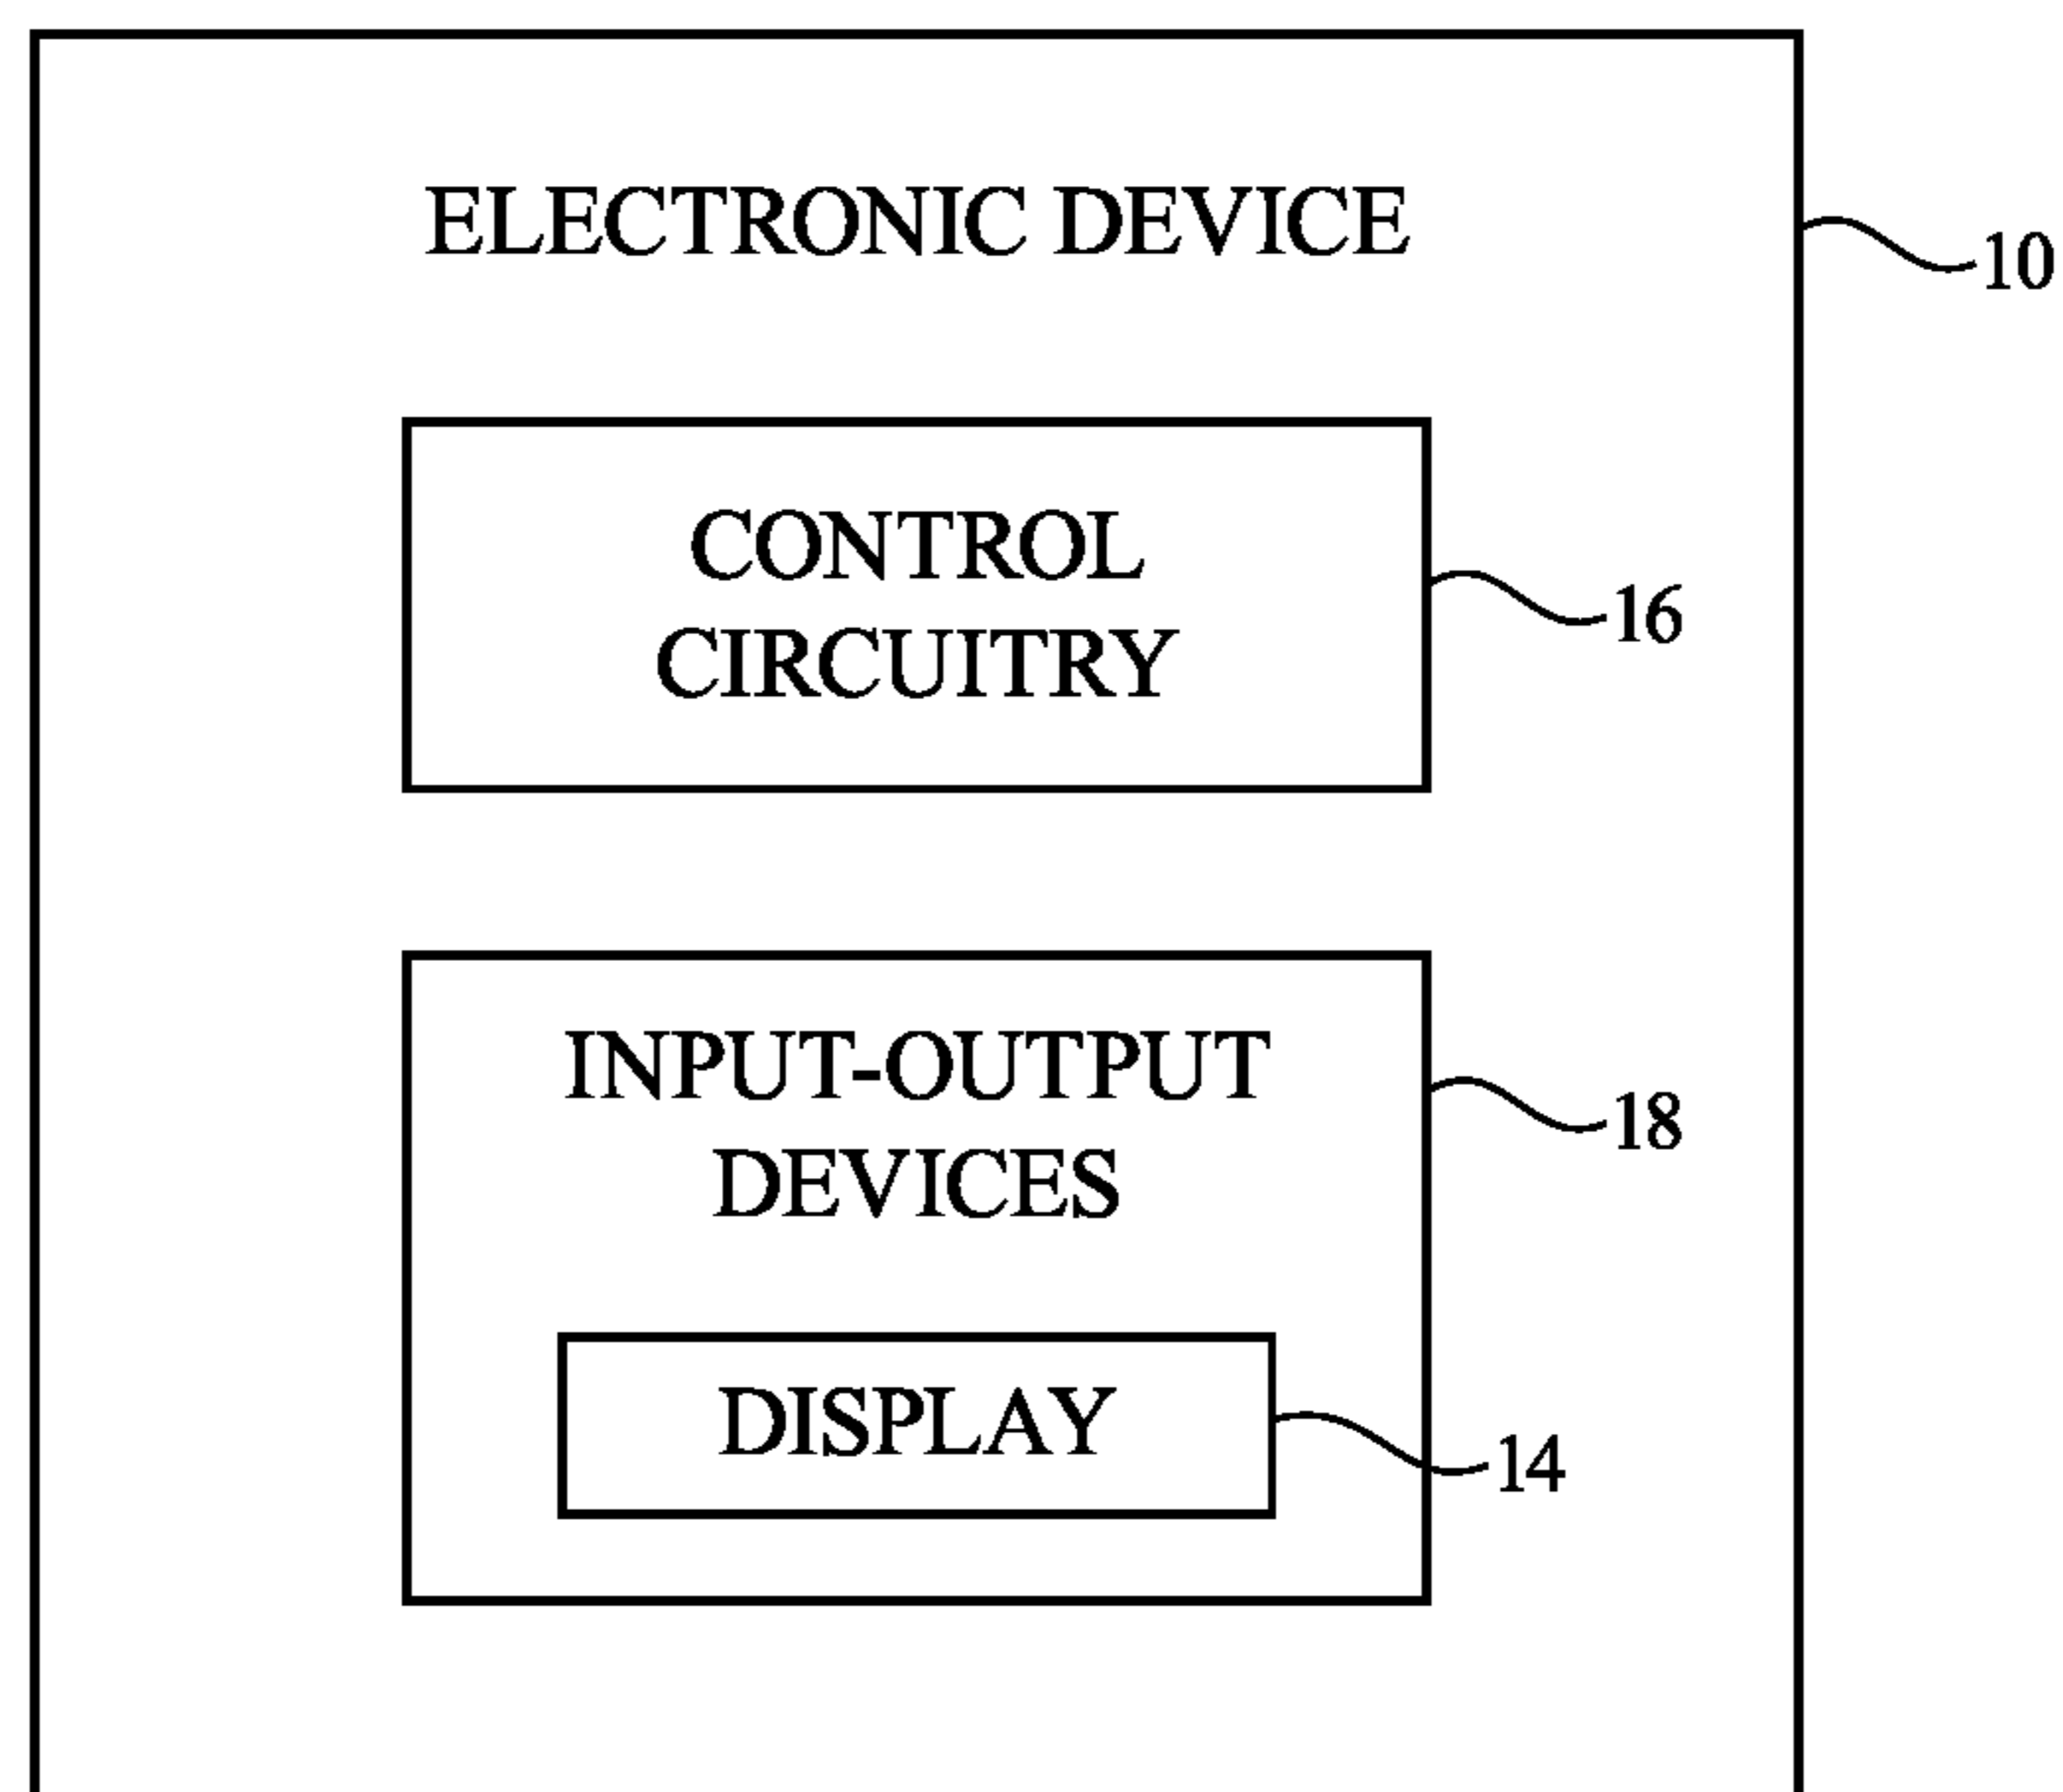 ELECTRONIC DEVICE
10
CONTROL
CIRCUITRY
16
INPUT-OUTPUT
DEVICES
18
DISPLAY
14